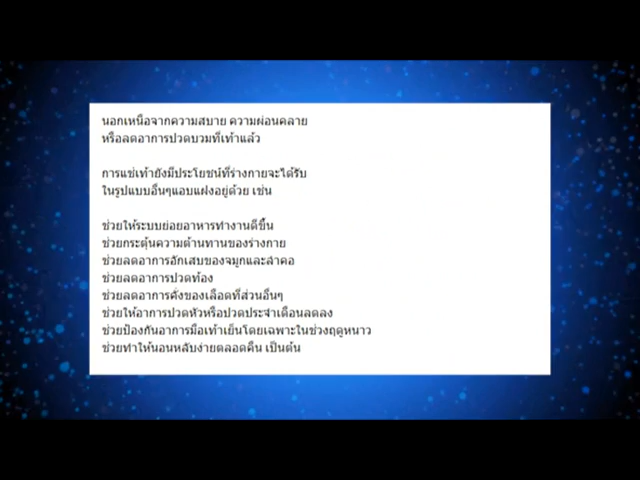 นอกเหนือจากความสบาย ความผ่อนคลาย
หรือลดอาการปวดบวมที่เท้าแล้ว
การแช่เท้ายังมีประโยชน์ที่ร่างกายจะได้รับ
ในรูปแบบอื่นๆแอบแฝงอยู่ด้วย เช่น
ช่วยให้ระบบย่อยอาหารทำงานดีขึ้น
ช่วยกระตุ้นความต้านทานของร่างกาย
ช่วยลดอาการอักเสบของจมูกและลำคอ
ช่วยลดอาการปวดท้อง
ช่วยลดอาการคั่งของเลือดที่ส่วนอื่นๆ
ช่วยให้อาการปวดหัวหรือปวดประจำเดือนลดลง
ช่วยป้องกันอาการมือเท้าเย็นโดยเฉพาะในช่วงฤดูหนาว
ช่วยทำให้นอนหลับง่ายตลอดคืน เป็นต้น